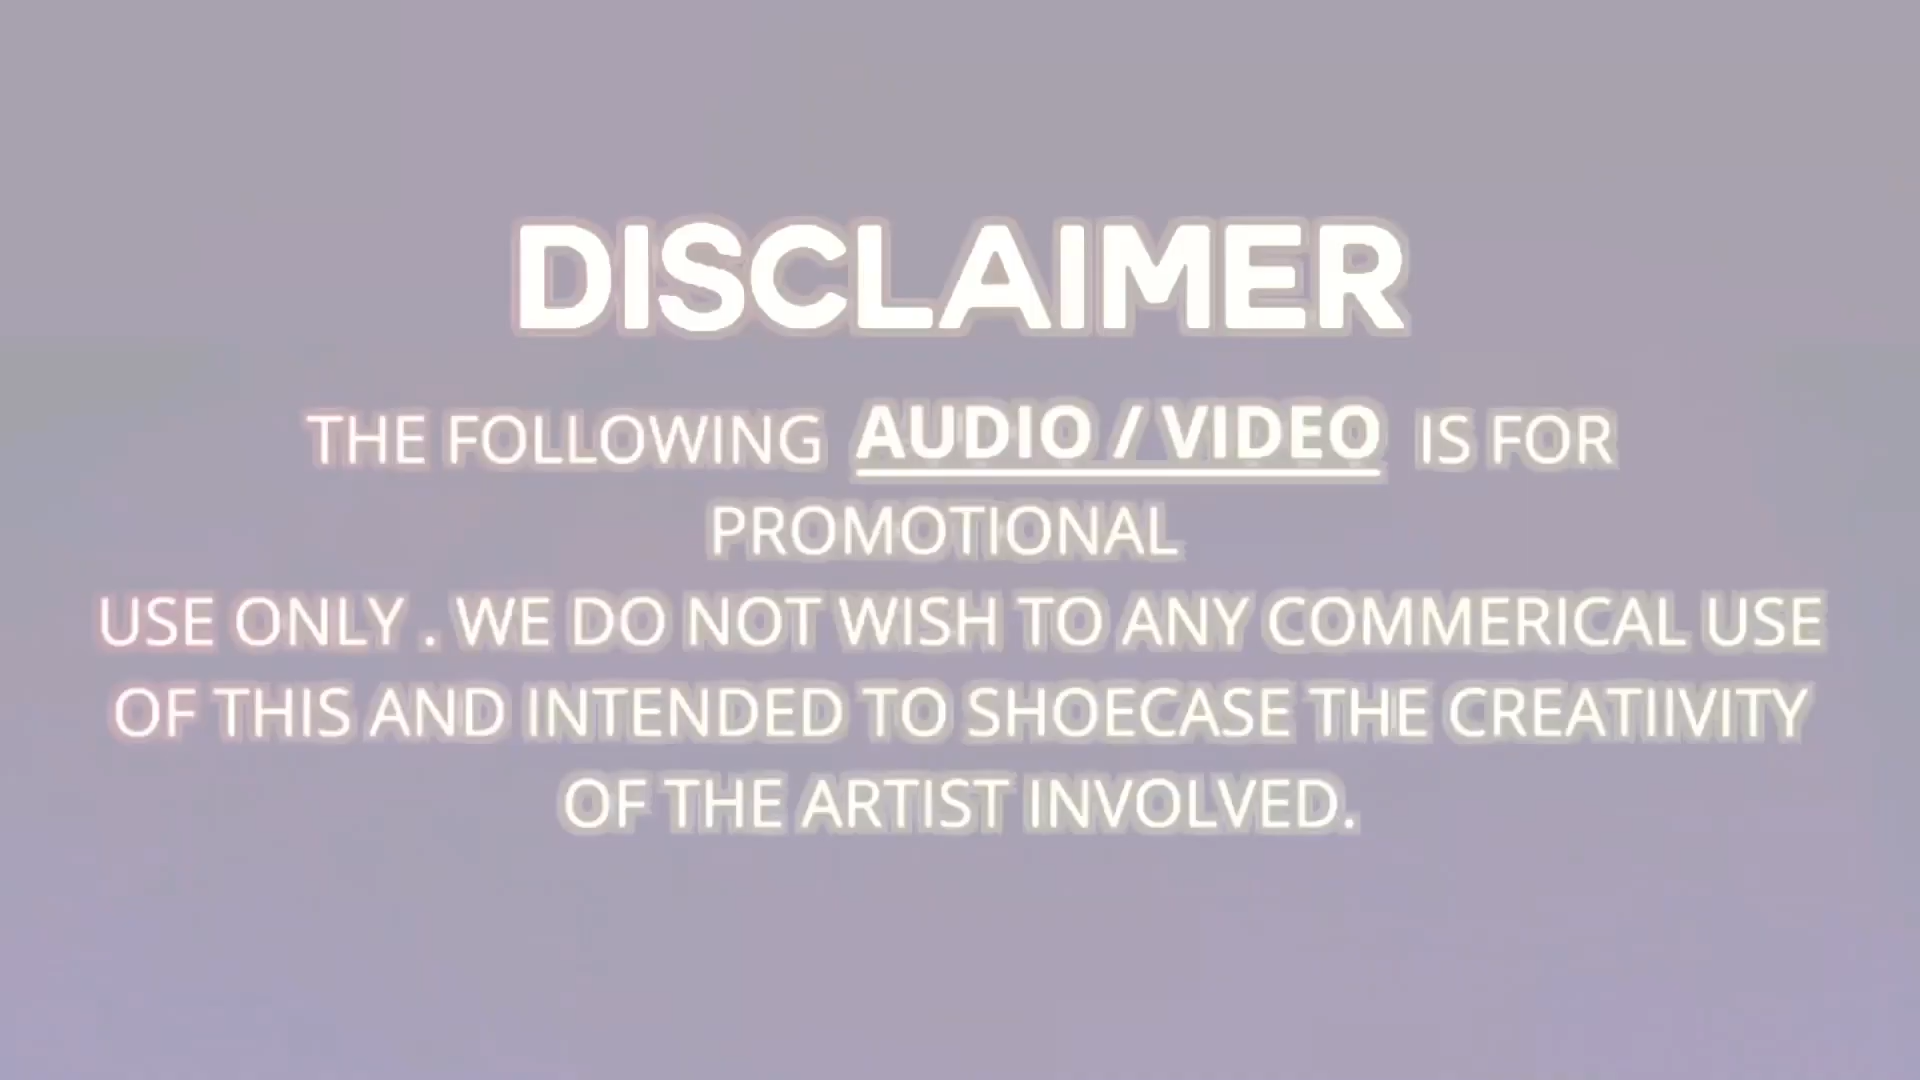 DISCLAIMER
THE FOLLOWING AUDIO / VIDEO IS FOR
PROMOTIONAL
USE ONLY . WE DO NOT WISH TO ANY COMMERICAL USE
OF THIS AND INTENDED TO SHOECASE THE CREATIIVITY
OF THE ARTIST INVOLVED.